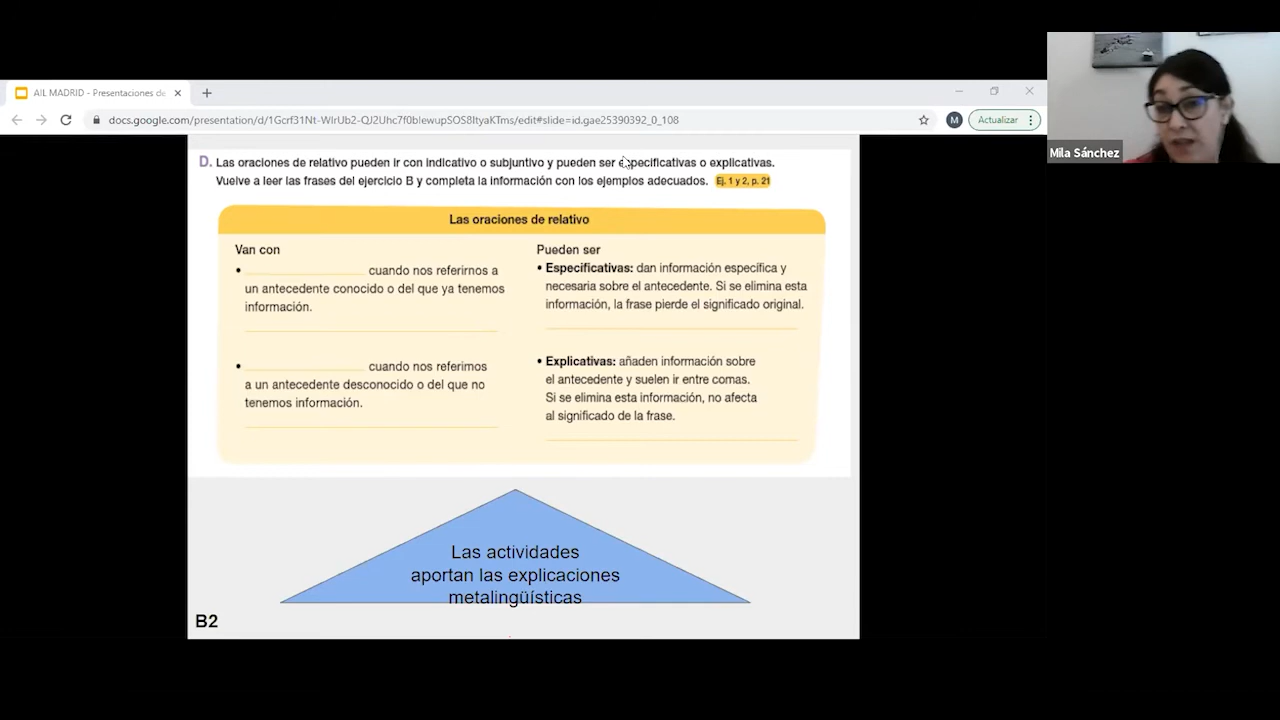 AIL MADRID - Presentaciones de
docs.google.com/presentation/d/1Gcrf31Nt-WIrUb2-QJ2Uhc7f0blewupSOS8ItyaKTms/edit#slide=id.gae25390392_0_108
M
Actualizar
Mila Sánchez
D. Las oraciones de relativo pueden ir con indicativo o subjuntivo y pueden ser especificativas o explicativas.
Vuelve a leer las frases del ejercicio B y completa la información con los ejemplos adecuados. Ej. 1 y 2, p. 21
Las oraciones de relativo
Van con
• cuando nos referirnos a
un antecedente conocido o del que ya tenemos
información.
• cuando nos referimos
a un antecedente desconocido o del que no
tenemos información.
Pueden ser
• Especificativas: dan información específica y
necesaria sobre el antecedente. Si se elimina esta
información, la frase pierde el significado original.
• Explicativas: añaden información sobre
el antecedente y suelen ir entre comas.
Si se elimina esta información, no afecta
al significado de la frase.
Las actividades
aportan las explicaciones
metalingüísticas
B2